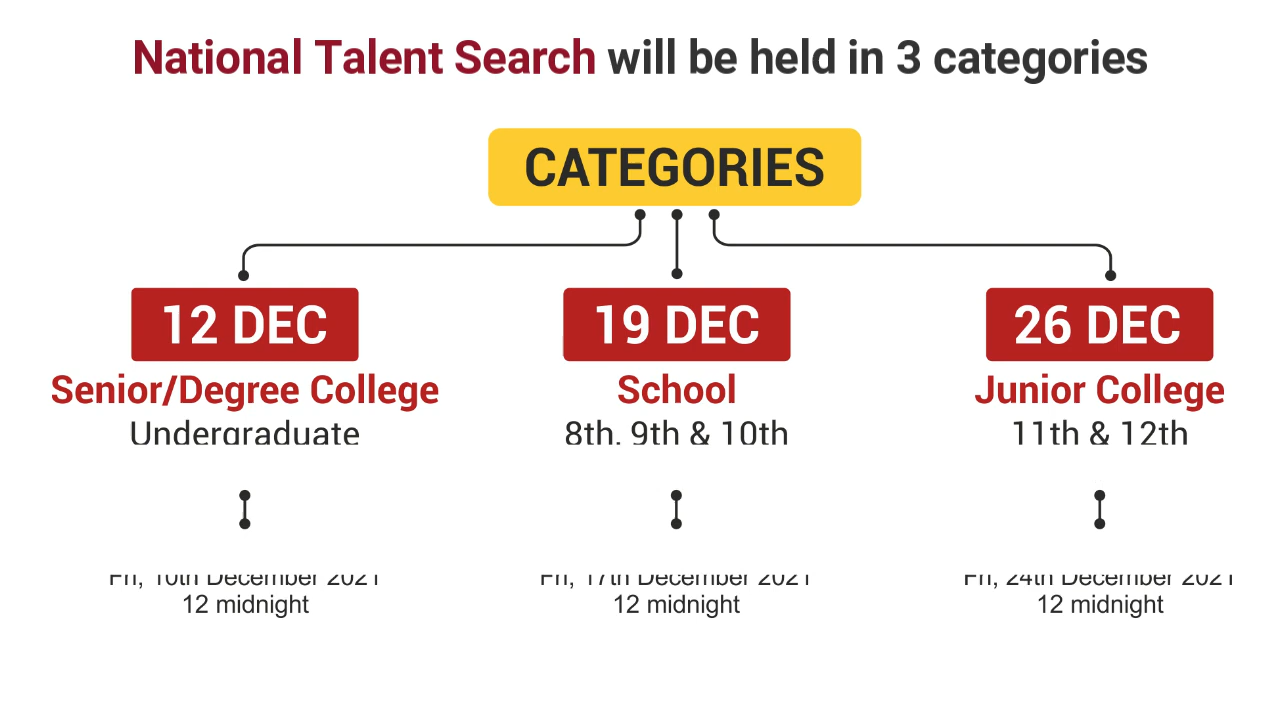 National Talent Search will be held in 3 categories
CATEGORIES
12 DEC
Senior/Degree College
Undergraduate
19 DEC
School
8th, 9th & 10th
26 DEC
Junior College
11th & 12th
Fri, 10th December 2021
12 midnight
Fri, 17th December 2021
12 midnight
Fri, 24th December 2021
12 midnight